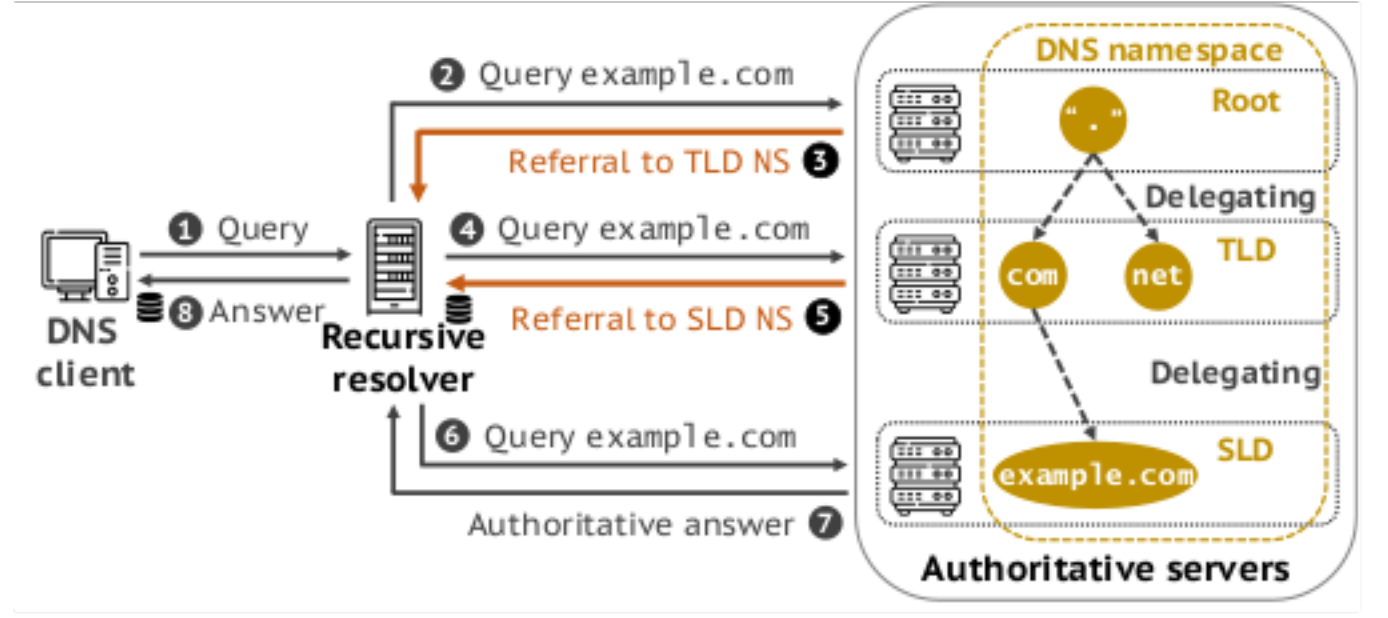 DNS namespace
❷ Query example.com
Root
"."
Referral to TLD NS ❸
Delegating
❶ Query
❹ Query example.com
TLD
com
net
❽ Answer
Referral to SLD NS ❺
DNS
client
Recursive
resolver
Delegating
❻ Query example.com
SLD
example.com
Authoritative answer ❼
Authoritative servers